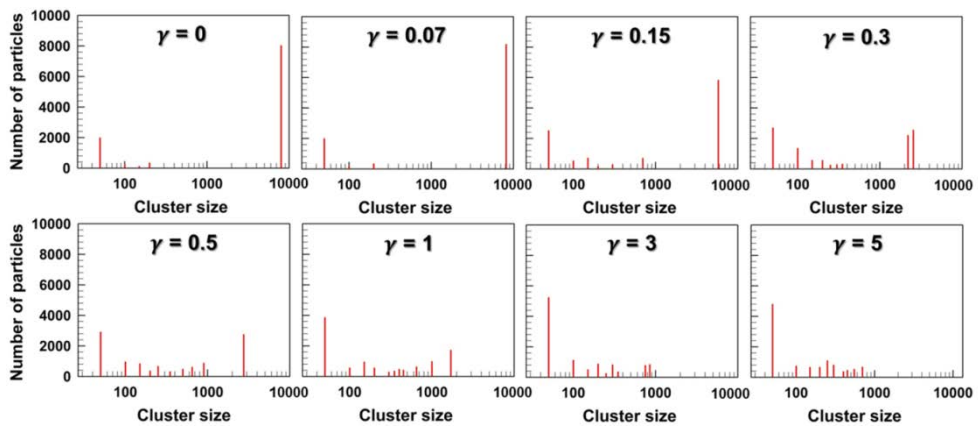 γ = 0
γ = 0.07
γ = 0.15
γ = 0.3
Number of particles
10000
8000
6000
4000
2000
0
100 1000 10000
100 1000 10000
100 1000 10000
100 1000 10000
Cluster size
Cluster size
Cluster size
Cluster size
γ = 0.5
γ = 1
γ = 3
γ = 5
Number of particles
10000
8000
6000
4000
2000
0
100 1000 10000
100 1000 10000
100 1000 10000
100 1000 10000
Cluster size
Cluster size
Cluster size
Cluster size